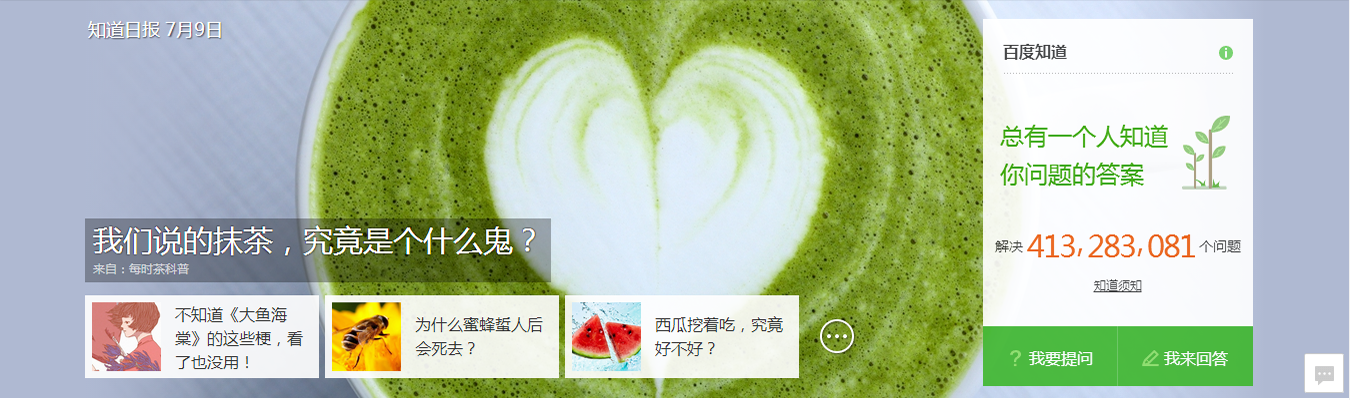 知道日报 7月9日
我们说的抹茶，究竟是个什么鬼？
来自：每时茶科普
不知道《大鱼海
棠》的这些梗，看
了也没用！
为什么蜜蜂蜇人后
会死去？
西瓜挖着吃，究竟
好不好？
百度知道
总有一个人知道
你问题的答案
解决 413,283,081 个问题
知道须知
我要提问
我来回答